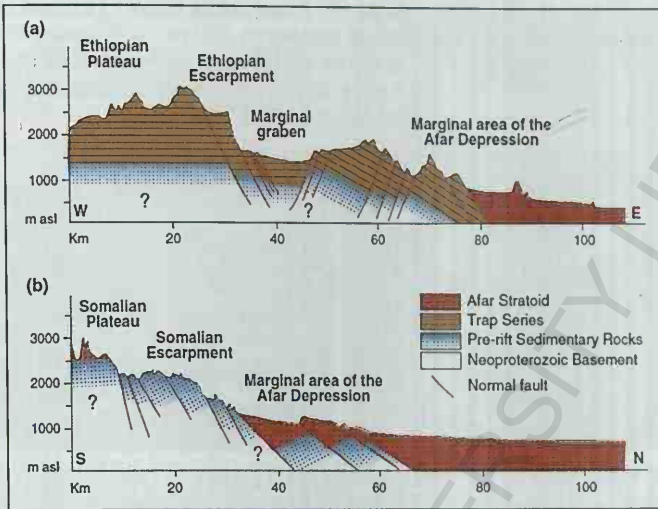 (a)
Ethiopian
Plateau
Ethiopian
Escarpment
Marginal
graben
Marginal area of the
Afar Depression
3000
2000
1000
m asl
W
?
?
E
Km
20
40
60
80
100
(b)
Somalian
Plateau
Somalian
Escarpment
Marginal area of the
Afar Depression
Afar Stratoid
Trap Series
Pre-rift Sedimentary Rocks
Neoproterozoic Basement
Normal fault
3000
2000
1000
m asl
?
?
S
N
Km
20
40
60
80
100